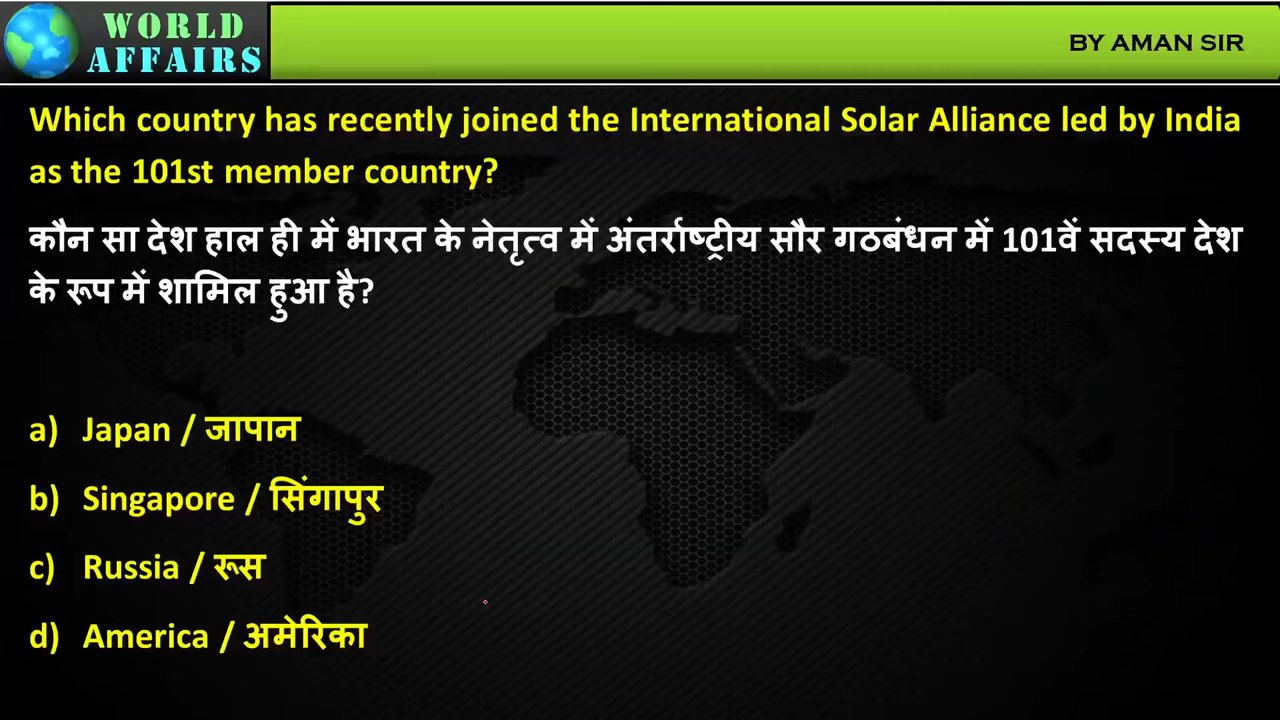 WORLD
AFFAIRS
BY AMAN SIR
Which country has recently joined the International Solar Alliance led by India
as the 101st member country?
कौन सा देश हाल ही में भारत के नेतृत्व में अंतर्राष्ट्रीय सौर गठबंधन में 101वें सदस्य देश
के रूप में शामिल हुआ है?
a) Japan / जापान
b) Singapore / सिंगापुर
c) Russia / रूस
d) America / अमेरिका